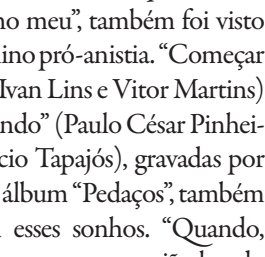 no meu”, também foi visto
ino pró-anistia. “Começar
Ivan Lins e Vitor Martins)
ndo” (Paulo César Pinhei-
cio Tapajós), gravadas por
álbum “Pedaços”, também
esses sonhos. “Quando,